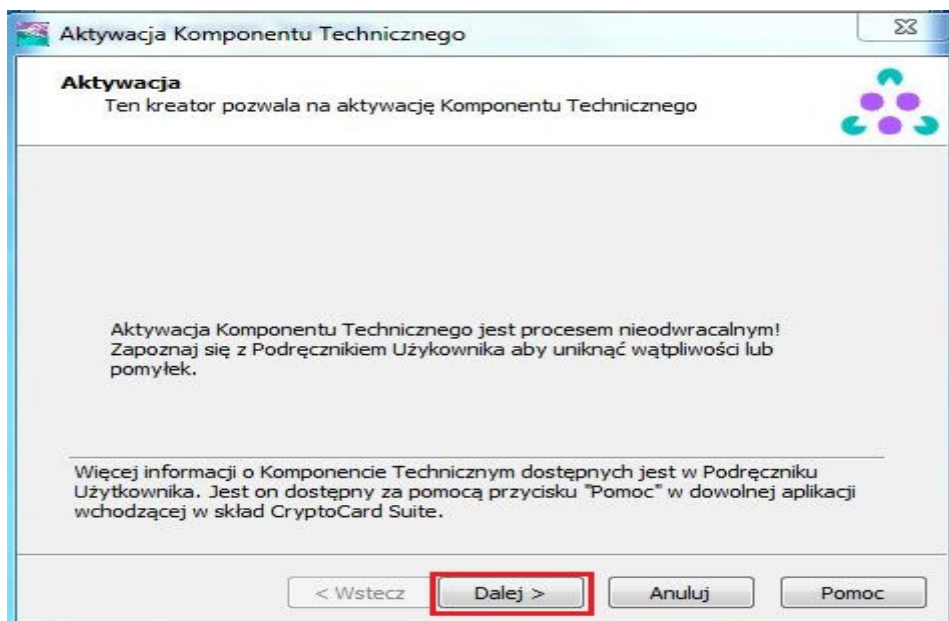 Aktywacja Komponentu Technicznego
Aktywacja
Ten kreator pozwala na aktywację Komponentu Technicznego
Aktywacja Komponentu Technicznego jest procesem nieodwracalnym!
Zapoznaj się z Podręcznikiem Użykownika aby uniknąć wątpliwości lub
pomyłek.
Więcej informacji o Komponencie Technicznym dostępnych jest w Podręczniku
Użytkownika. Jest on dostępny za pomocą przycisku "Pomoc" w dowolnej aplikacji
wchodzącej w skład CryptoCard Suite.
< Wstecz Dalej > Anuluj Pomoc